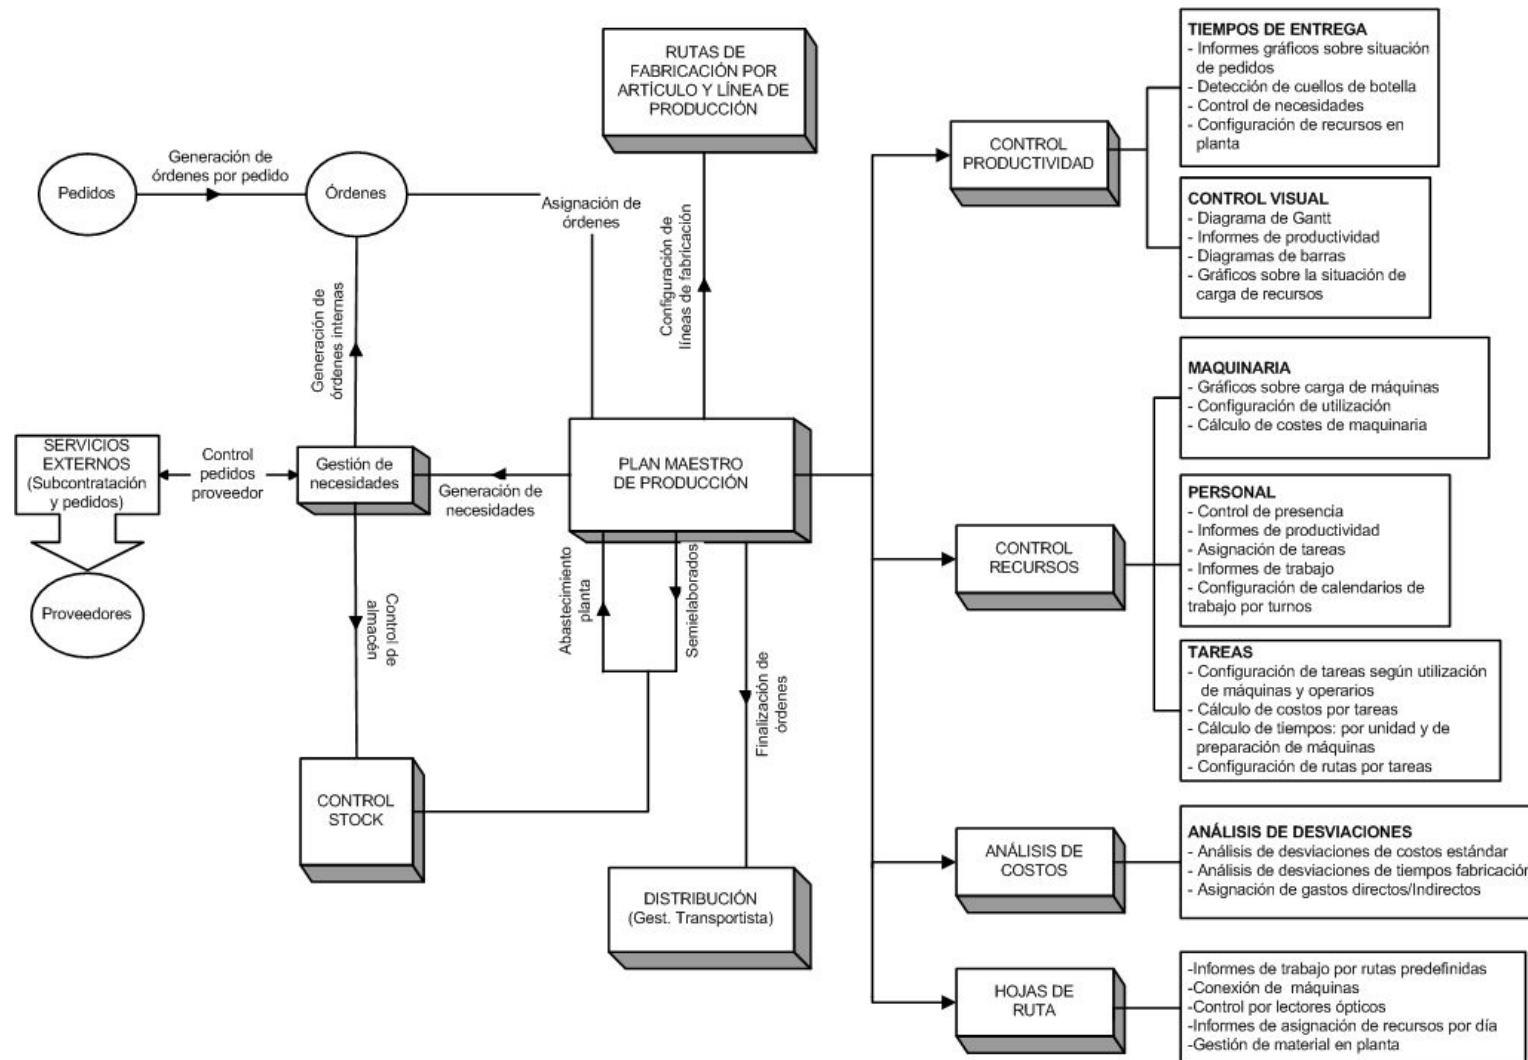 RUTAS DE
FABRICACIÓN POR
ARTÍCULO Y LÍNEA DE
PRODUCCIÓN
Generación de
órdenes por pedido
Pedidos
Órdenes
Asignación de
órdenes
Configuración de
líneas de fabricación
Generación de
órdenes internas
SERVICIOS
EXTERNOS
(Subcontratación
y pedidos)
Control
pedidos
proveedor
Gestión de
necesidades
Generación de
necesidades
PLAN MAESTRO
DE PRODUCCIÓN
Proveedores
Control de
almacén
Abastecimiento
planta
Semielaborados
Finalización de
órdenes
CONTROL
STOCK
DISTRIBUCIÓN
(Gest. Transportista)
CONTROL
PRODUCTIVIDAD
TIEMPOS DE ENTREGA
- Informes gráficos sobre situación
de pedidos
- Detección de cuellos de botella
- Control de necesidades
- Configuración de recursos en
planta
CONTROL VISUAL
- Diagrama de Gantt
- Informes de productividad
- Diagramas de barras
- Gráficos sobre la situación de
carga de recursos
CONTROL
RECURSOS
MAQUINARIA
- Gráficos sobre carga de máquinas
- Configuración de utilización
- Cálculo de costes de maquinaria
PERSONAL
- Control de presencia
- Informes de productividad
- Asignación de tareas
- Informes de trabajo
- Configuración de calendarios de
trabajo por turnos
TAREAS
- Configuración de tareas según utilización
de máquinas y operarios
- Cálculo de costos por tareas
- Cálculo de tiempos: por unidad y de
preparación de máquinas
- Configuración de rutas por tareas
ANÁLISIS DE
COSTOS
ANÁLISIS DE DESVIACIONES
- Análisis de desviaciones de costos estándar
- Análisis de desviaciones de tiempos fabricación
- Asignación de gastos directos/Indirectos
HOJAS DE
RUTA
-Informes de trabajo por rutas predefinidas
-Conexión de máquinas
-Control por lectores ópticos
-Informes de asignación de recursos por día
-Gestión de material en planta